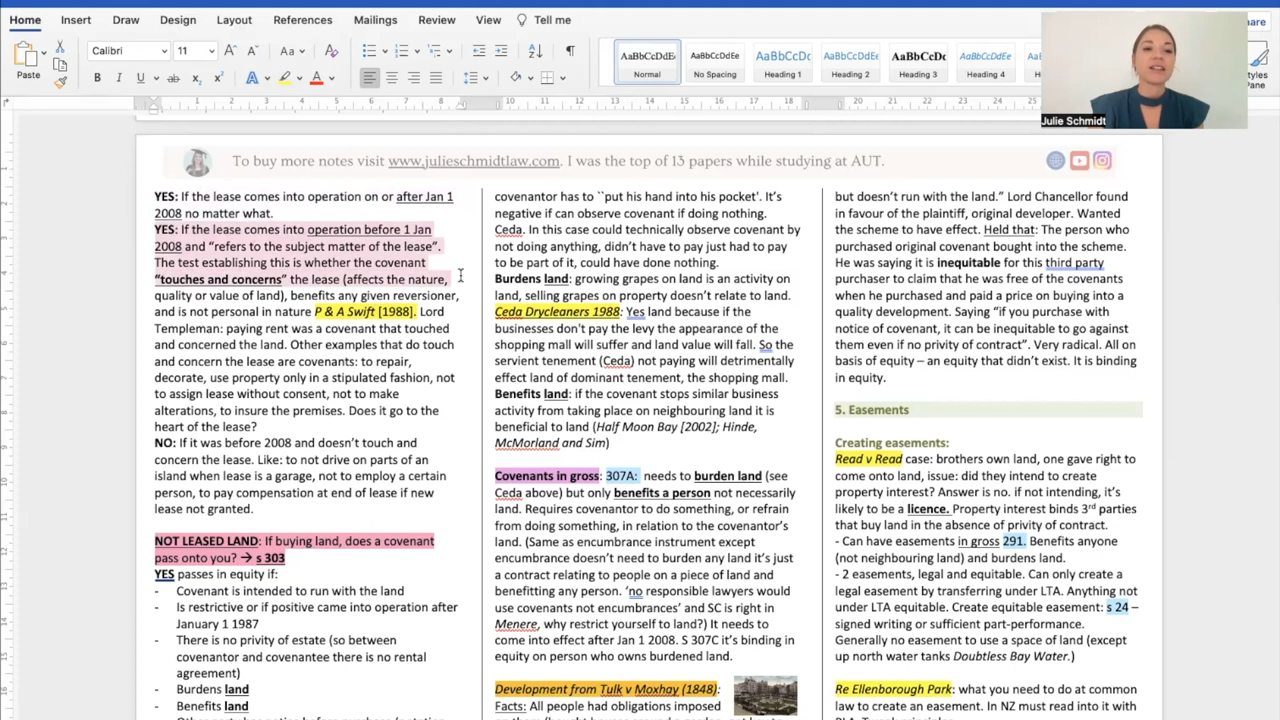 Home Insert Draw Design Layout References Mailings Review View Tell me
Paste
Calibri
11
AaBbCcDdEe
Normal
AaBbCcDdEe
No Spacing
Heading 1
Heading 2
Heading 3
AaBbCcDdEe
Heading 4
Julie Schmidt
To buy more notes visit www.julieschmidtlaw.com. I was the top of 13 papers while studying at AUT.
YES: If the lease comes into operation on or after Jan 1
2008 no matter what.
YES: If the lease comes into operation before 1 Jan
2008 and “refers to the subject matter of the lease”.
The test establishing this is whether the covenant
“touches and concerns” the lease (affects the nature,
quality or value of land), benefits any given reversioner,
and is not personal in nature P & A Swift [1988]. Lord
Templeman: paying rent was a covenant that touched
and concerned the land. Other examples that do touch
and concern the lease are covenants: to repair,
decorate, use property only in a stipulated fashion, not
to assign lease without consent, not to make
alterations, to insure the premises. Does it go to the
heart of the lease?
NO: If it was before 2008 and doesn’t touch and
concern the lease. Like: to not drive on parts of an
island when lease is a garage, not to employ a certain
person, to pay compensation at end of lease if new
lease not granted.
NOT LEASED LAND: If buying land, does a covenant
pass onto you? → s 303
YES passes in equity if:
- Covenant is intended to run with the land
- Is restrictive or if positive came into operation after
January 1 1987
- There is no privity of estate (so between
covenantor and covenantee there is no rental
agreement)
- Burdens land
- Benefits land
covenantor has to ``put his hand into his pocket’. It’s
negative if can observe covenant if doing nothing.
Ceda. In this case could technically observe covenant by
not doing anything, didn’t have to pay just had to pay
to be part of it, could have done nothing.
Burdens land: growing grapes on land is an activity on
land, selling grapes on property doesn’t relate to land.
Ceda Drycleaners 1988: Yes land because if the
businesses don't pay the levy the appearance of the
shopping mall will suffer and land value will fall. So the
servient tenement (Ceda) not paying will detrimentally
effect land of dominant tenement, the shopping mall.
Benefits land: if the covenant stops similar business
activity from taking place on neighbouring land it is
beneficial to land (Half Moon Bay [2002]; Hinde,
McMorland and Sim)
Covenants in gross: 307A: needs to burden land (see
Ceda above) but only benefits a person not necessarily
land. Requires covenantor to do something, or refrain
from doing something, in relation to the covenantor’s
land. (Same as encumbrance instrument except
encumbrance doesn’t need to burden any land it’s just
a contract relating to people on a piece of land and
benefitting any person. ‘no responsible lawyers would
use covenants not encumbrances’ and SC is right in
Menere, why restrict yourself to land?) It needs to
come into effect after Jan 1 2008. S 307C it’s binding in
equity on person who owns burdened land.
Development from Tulk v Moxhay (1848):
Facts: All people had obligations imposed
but doesn’t run with the land.” Lord Chancellor found
in favour of the plaintiff, original developer. Wanted
the scheme to have effect. Held that: The person who
purchased original covenant bought into the scheme.
He was saying it is inequitable for this third party
purchaser to claim that he was free of the covenants
when he purchased and paid a price on buying into a
quality development. Saying “if you purchase with
notice of covenant, it can be inequitable to go against
them even if no privity of contract”. Very radical. All on
basis of equity – an equity that didn’t exist. It is binding
in equity.
5. Easements
Creating easements:
Read v Read case: brothers own land, one gave right to
come onto land, issue: did they intend to create
property interest? Answer is no. if not intending, it’s
likely to be a licence. Property interest binds 3rd parties
that buy land in the absence of privity of contract.
- Can have easements in gross 291. Benefits anyone
(not neighbouring land) and burdens land.
- 2 easements, legal and equitable. Can only create a
legal easement by transferring under LTA. Anything not
under LTA equitable. Create equitable easement: s 24 –
signed writing or sufficient part-performance.
Generally no easement to use a space of land (except
up north water tanks Doubtless Bay Water.)
Re Ellenborough Park: what you need to do at common
law to create an easement. In NZ must read into it with